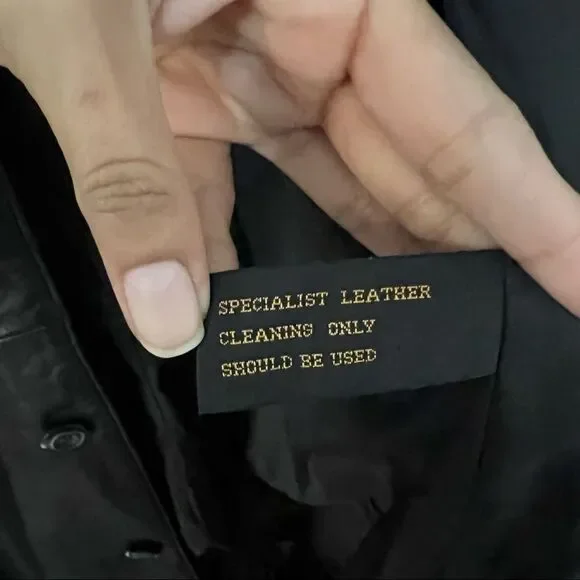 SPECIALIST LEATHER
CLEANING ONLY
SHOULD BE USED